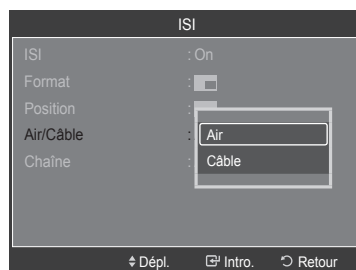 ISI
ISI : On
Format :
Position :
Air/Câble : Air
Chaîne : Câble
Dépl. Intro. Retour